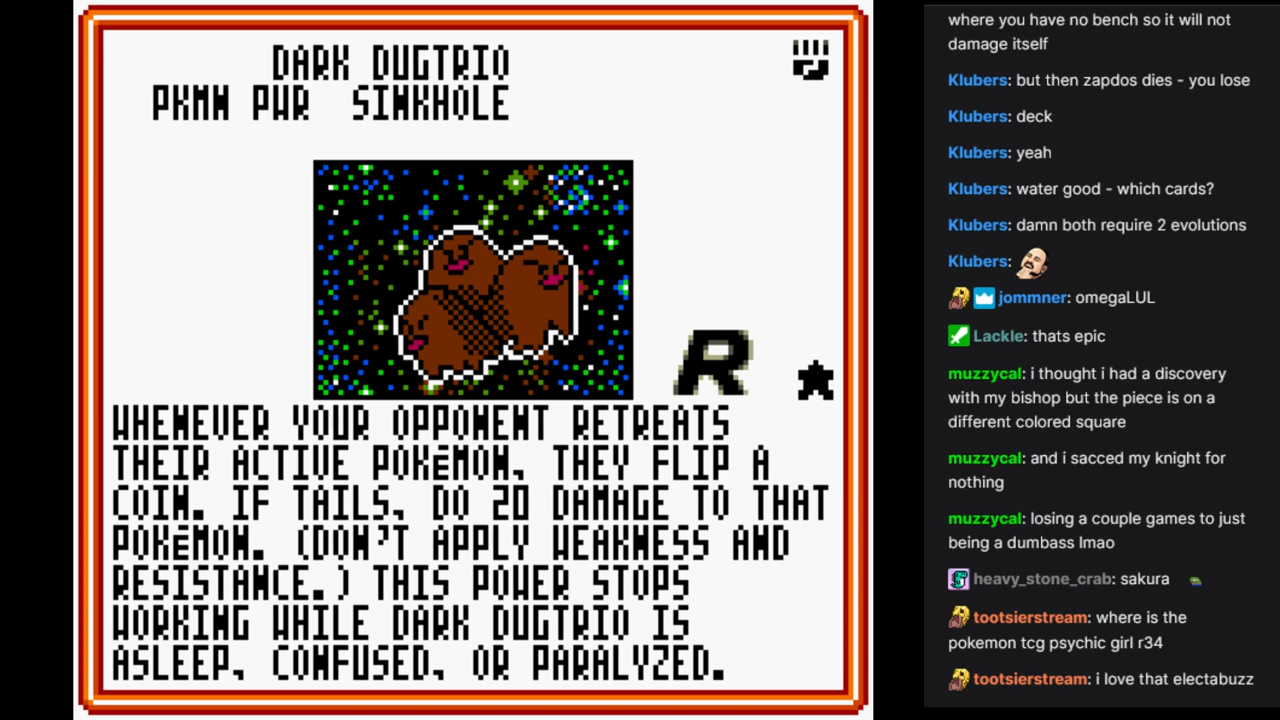 DARK DUGTRIO
PKMN PWR SINKHOLE
R
WHENEVER YOUR OPPONENT RETREATS
THEIR ACTIVE POKéMON, THEY FLIP A
COIN. IF TAILS, DO 20 DAMAGE TO THAT
POKéMON. (DON'T APPLY WEAKNESS AND
RESISTANCE.) THIS POWER STOPS
WORKING WHILE DARK DUGTRIO IS
ASLEEP, CONFUSED, OR PARALYZED.
where you have no bench so it will not
damage itself
Klubers: but then zapdos dies - you lose
Klubers: deck
Klubers: yeah
Klubers: water good - which cards?
Klubers: damn both require 2 evolutions
Klubers:
jommner: omegaLUL
Lackle: thats epic
muzzycal: i thought i had a discovery
with my bishop but the piece is on a
different colored square
muzzycal: and i sacced my knight for
nothing
muzzycal: losing a couple games to just
being a dumbass lmao
heavy_stone_crab: sakura
tootsierstream: where is the
pokemon tcg psychic girl r34
tootsierstream: i love that electabuzz